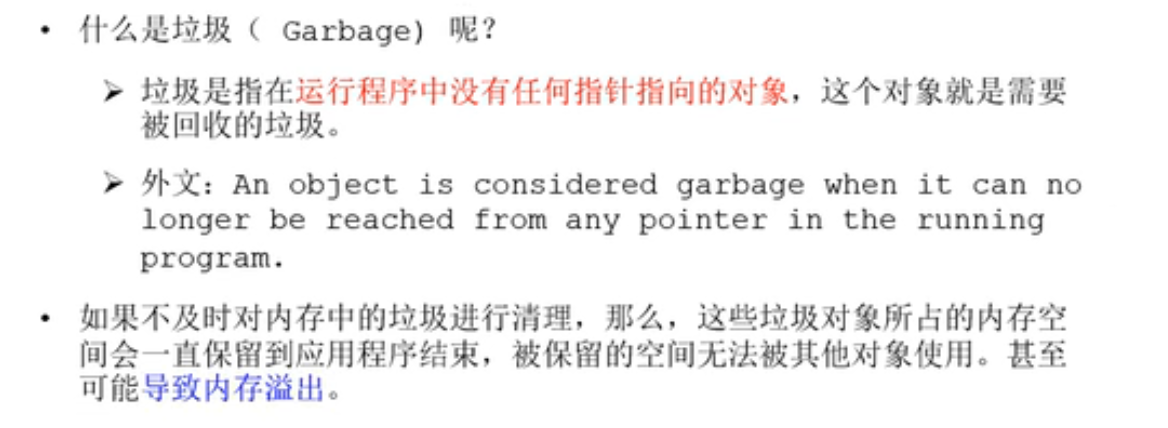 • 什么是垃圾（ Garbage) 呢?
➢ 垃圾是指在运行程序中没有任何指针指向的对象，这个对象就是需要
被回收的垃圾。
➢ 外文: An object is considered garbage when it can no
longer be reached from any pointer in the running
program.
• 如果不及时对内存中的垃圾进行清理，那么，这些垃圾对象所占的内存空
间会一直保留到应用程序结束，被保留的空间无法被其他对象使用。甚至
可能导致内存溢出。